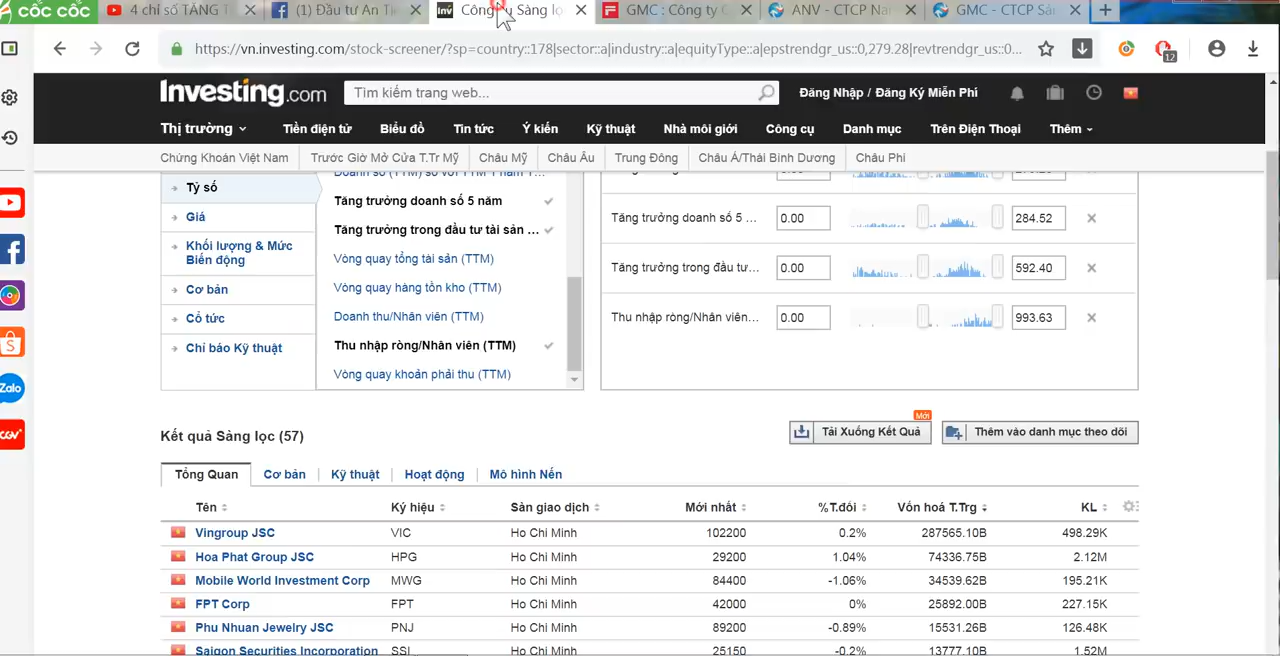 cốc cốc
4 chỉ số TĂNG T
(1) Đầu tư An Ti
Sàng lọ
GMC : Công ty C
ANV - CTCP Na
GMC - CTCP Sả
https://vn.investing.com/stock-screener/?sp=country::178|sector::a|industry::a|equityType::a|epstrendgr_us::0,279.28|revtrendgr_us::0...
12
Investing.com
Tìm kiếm trang web...
Đăng Nhập / Đăng Ký Miễn Phí
Thị trường
Tiền điện tử
Biểu đồ
Tin tức
Ý kiến
Kỹ thuật
Nhà môi giới
Công cụ
Danh mục
Trên Điện Thoại
Thêm
Chứng Khoán Việt Nam
Trước Giờ Mở Cửa T.Tr Mỹ
Châu Mỹ
Châu Âu
Trung Đông
Châu Á/Thái Bình Dương
Châu Phi
Tỷ số
Giá
Khối lượng & Mức
Biến động
Cơ bản
Cổ tức
Chỉ báo Kỹ thuật
Tăng trưởng doanh số 5 năm
Tăng trưởng trong đầu tư tài sản ...
Vòng quay tổng tài sản (TTM)
Vòng quay hàng tồn kho (TTM)
Doanh thu/Nhân viên (TTM)
Thu nhập ròng/Nhân viên (TTM)
Vòng quay khoản phải thu (TTM)
Tăng trưởng doanh số 5 ... 0.00 284.52
Tăng trưởng trong đầu tư... 0.00 592.40
Thu nhập ròng/Nhân viên... 0.00 993.63
Zalo
CGV
Kết quả Sàng lọc (57)
Mới
Tải Xuống Kết Quả
Thêm vào danh mục theo dõi
Tổng Quan
Cơ bản
Kỹ thuật
Hoạt động
Mô hình Nến
Tên Ký hiệu Sàn giao dịch Mới nhất %T.đổi Vốn hoá T.Trg KL
Vingroup JSC VIC Ho Chi Minh 102200 0.2% 287565.10B 498.29K
Hoa Phat Group JSC HPG Ho Chi Minh 29200 1.04% 74336.75B 2.12M
Mobile World Investment Corp MWG Ho Chi Minh 84400 -1.06% 34539.62B 195.21K
FPT Corp FPT Ho Chi Minh 42000 0% 25892.00B 227.15K
Phu Nhuan Jewelry JSC PNJ Ho Chi Minh 89200 -0.89% 15531.26B 126.48K
Saigon Securities Incorporation SSI Ho Chi Minh 25150 -0.2% 13777.10B 1.52M